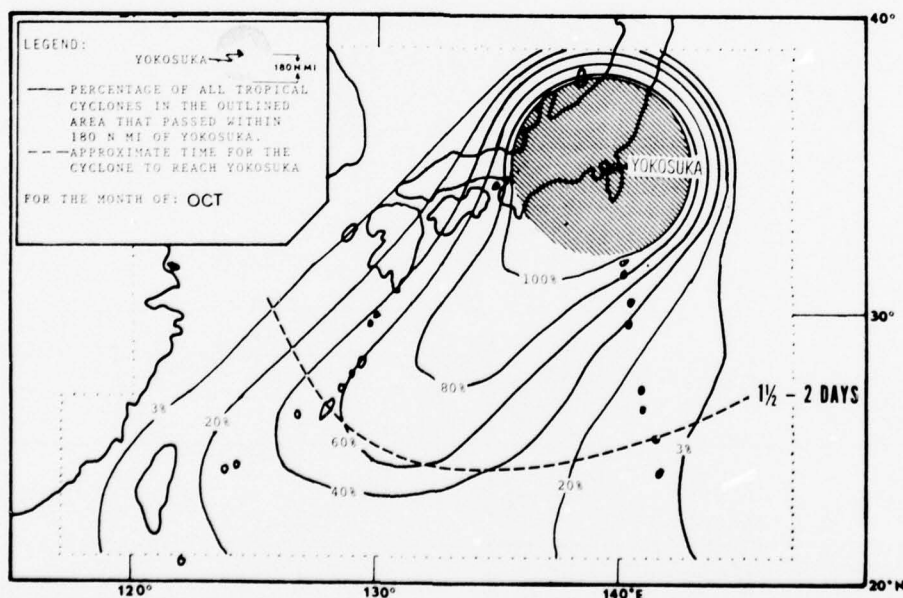 LEGEND:
YOKOSUKA
180 N MI
PERCENTAGE OF ALL TROPICAL
CYCLONES IN THE OUTLINED
AREA THAT PASSED WITHIN
180 N MI OF YOKOSUKA.
APPROXIMATE TIME FOR THE
CYCLONE TO REACH YOKOSUKA
FOR THE MONTH OF: OCT
40°
YOKOSUKA
100%
30°
80%
1½ - 2 DAYS
3%
20%
60%
3%
40%
20%
120°
130°
140°E
20°N